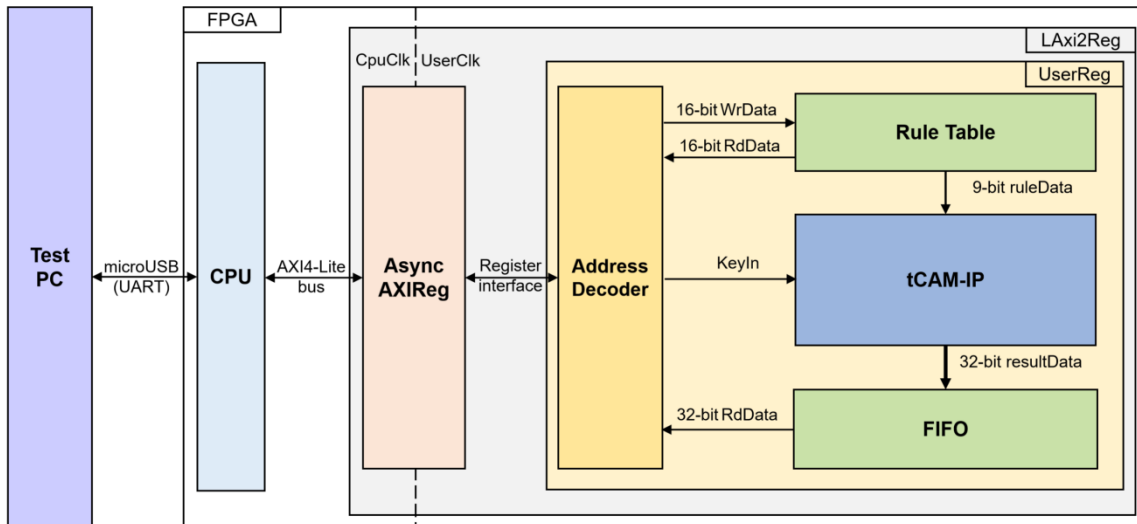 FPGA
LAxi2Reg
CpuClk
UserClk
UserReg
Test
PC
microUSB
(UART)
CPU
AXI4-Lite
bus
Async
AXIReg
Register
interface
Address
Decoder
16-bit WrData
16-bit RdData
Rule Table
9-bit ruleData
KeyIn
tCAM-IP
32-bit resultData
32-bit RdData
FIFO